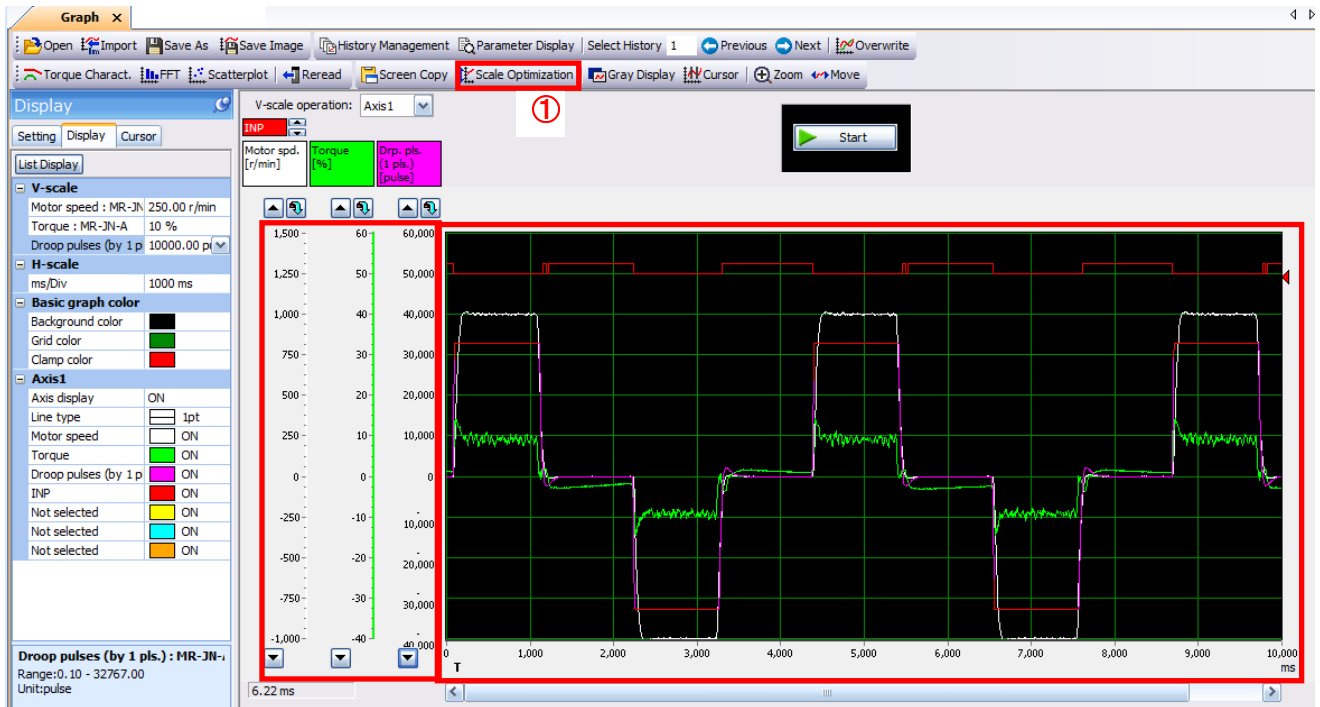 Graph ×
Open Import Save As Save Image History Management Parameter Display Select History 1 Previous Next Overwrite
Torque Charact. FFT Scatterplot Reread Screen Copy Scale Optimization Gray Display Cursor Zoom Move
①
Display
Setting Display Cursor
List Display
V-scale
Motor speed : MR-JN 250.00 r/min
Torque : MR-JN-A 10 %
Droop pulses (by 1 p 10000.00 p
H-scale
ms/Div 1000 ms
Basic graph color
Background color
Grid color
Clamp color
Axis1
Axis display ON
Line type 1pt
Motor speed ON
Torque ON
Droop pulses (by 1 p ON
INP ON
Not selected ON
Not selected ON
Not selected ON
Droop pulses (by 1 pls.) : MR-JN-
Range:0.10 - 32767.00
Unit:pulse
V-scale operation: Axis1
INP
Motor spd. Torque Drp. pls.
[r/min] [%] (1 pls.)
[pulse]
Start
1,500 60 60,000
1,250 50 50,000
1,000 40 40,000
750 30 30,000
500 20 20,000
250 10 10,000
0 0 0
-250 -10 -10,000
-500 -20 -20,000
-750 -30 -30,000
-1,000 -40 -40,000
0 1,000 2,000 3,000 4,000 5,000 6,000 7,000 8,000 9,000 10,000
T ms
6.22 ms